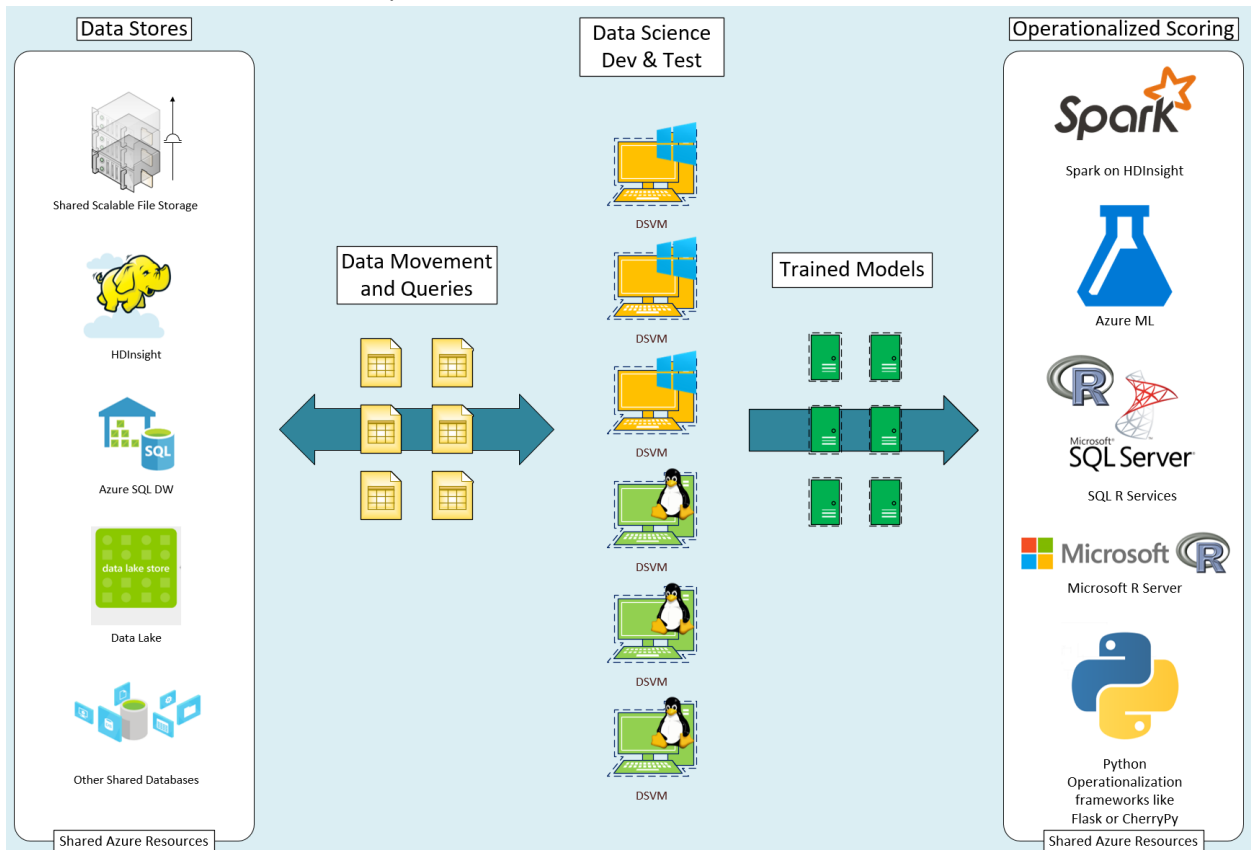 Data Stores
Shared Scalable File Storage
HDInsight
SQL
Azure SQL DW
data lake store
Data Lake
Other Shared Databases
Shared Azure Resources
Data Movement
and Queries
Data Science
Dev & Test
DSVM
DSVM
DSVM
DSVM
DSVM
DSVM
Trained Models
Operationalized Scoring
Spark
Spark on HDInsight
Azure ML
R
Microsoft®
SQL Server®
SQL R Services
Microsoft R
Microsoft R Server
Python
Operationalization
frameworks like
Flask or CherryPy
Shared Azure Resources